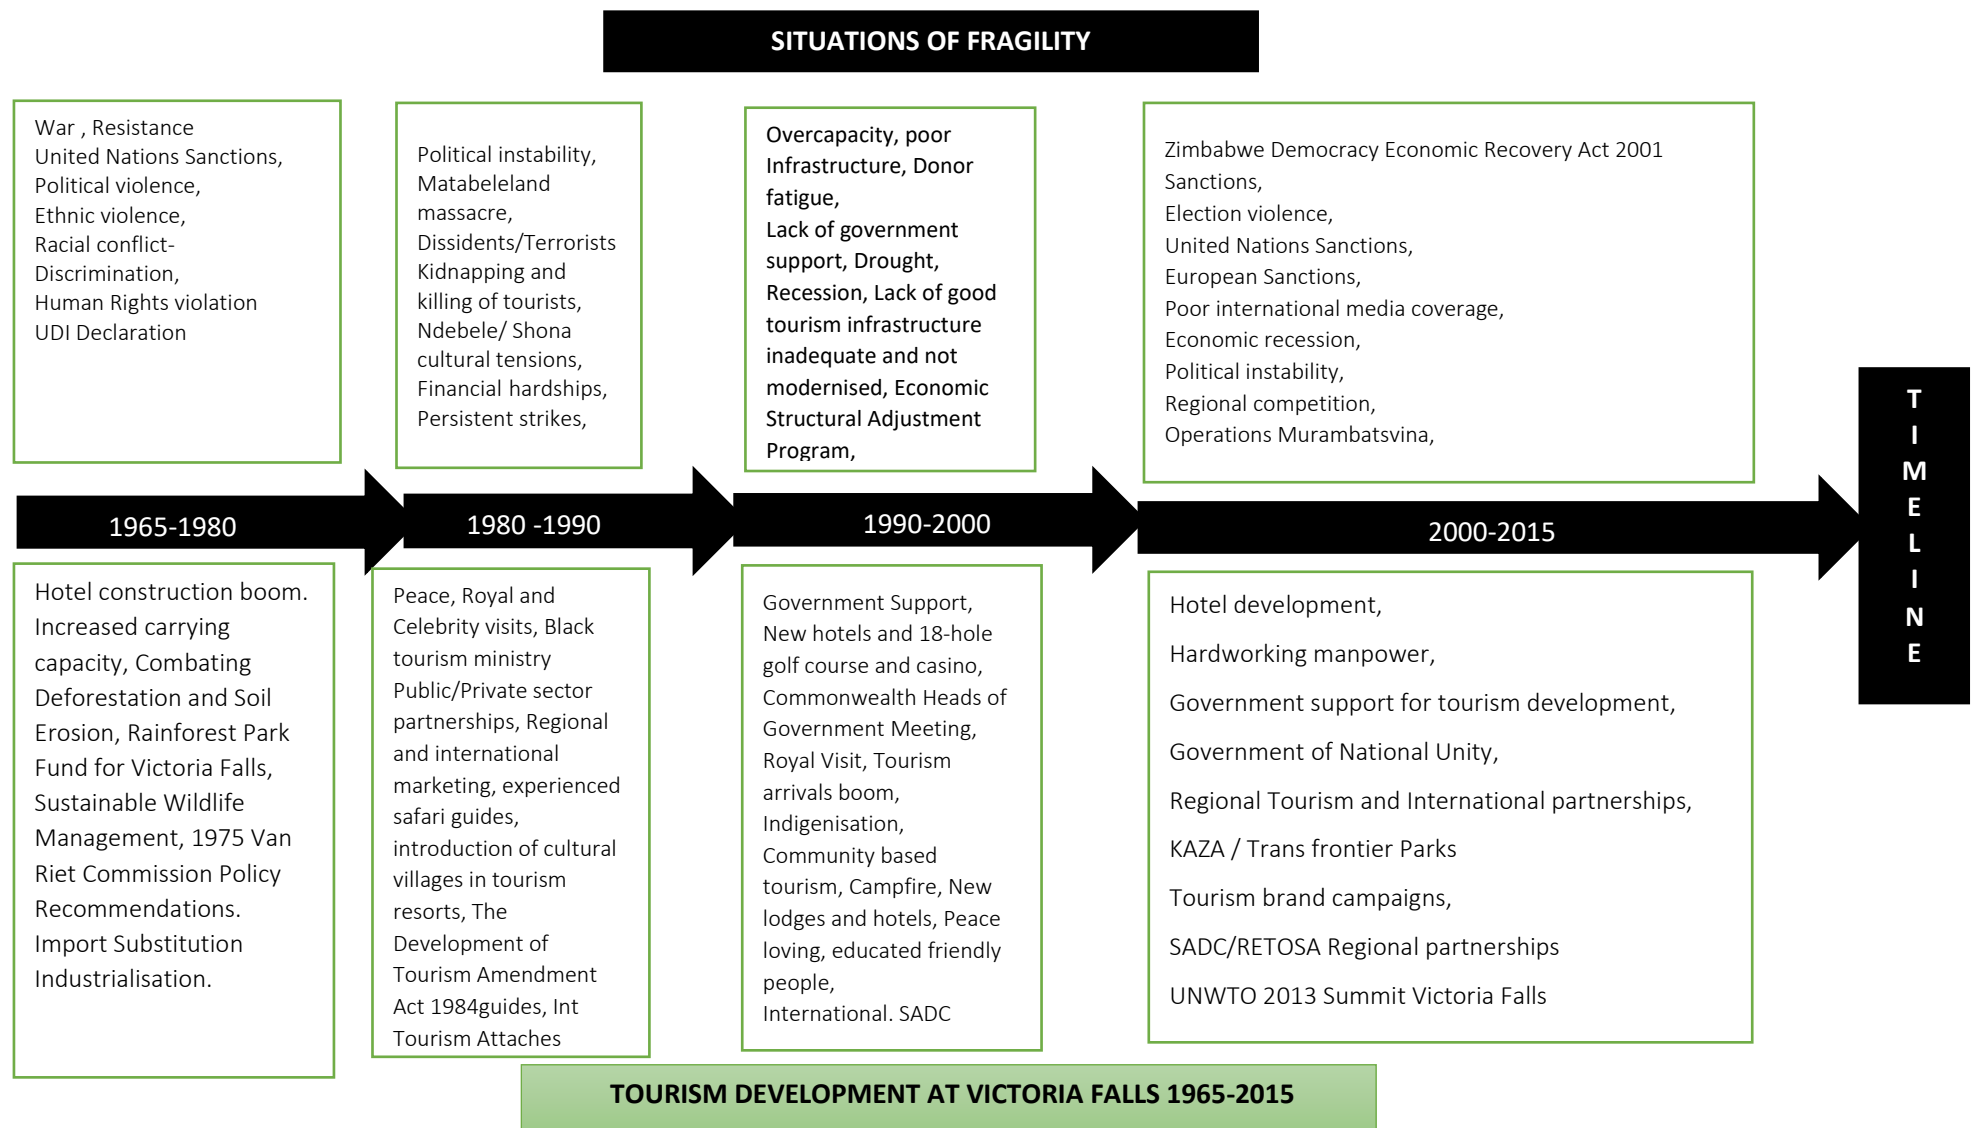 SITUATIONS OF FRAGILITY
War , Resistance
United Nations Sanctions,
Political violence,
Ethnic violence,
Racial conflict-
Discrimination,
Human Rights violation
UDI Declaration
Political instability,
Matabeleland
massacre,
Dissidents/Terrorists
Kidnapping and
killing of tourists,
Ndebele/ Shona
cultural tensions,
Financial hardships,
Persistent strikes,
Overcapacity, poor
Infrastructure, Donor
fatigue,
Lack of government
support, Drought,
Recession, Lack of good
tourism infrastructure
inadequate and not
modernised, Economic
Structural Adjustment
Program,
Zimbabwe Democracy Economic Recovery Act 2001
Sanctions,
Election violence,
United Nations Sanctions,
European Sanctions,
Poor international media coverage,
Economic recession,
Political instability,
Regional competition,
Operations Murambatsvina,
1965-1980
1980 -1990
1990-2000
2000-2015
TIMELINE
Hotel construction boom.
Increased carrying
capacity, Combating
Deforestation and Soil
Erosion, Rainforest Park
Fund for Victoria Falls,
Sustainable Wildlife
Management, 1975 Van
Riet Commission Policy
Recommendations.
Import Substitution
Industrialisation.
Peace, Royal and
Celebrity visits, Black
tourism ministry
Public/Private sector
partnerships, Regional
and international
marketing, experienced
safari guides,
introduction of cultural
villages in tourism
resorts, The
Development of
Tourism Amendment
Act 1984guides, Int
Tourism Attaches
Government Support,
New hotels and 18-hole
golf course and casino,
Commonwealth Heads of
Government Meeting,
Royal Visit, Tourism
arrivals boom,
Indigenisation,
Community based
tourism, Campfire, New
lodges and hotels, Peace
loving, educated friendly
people,
International. SADC
Hotel development,
Hardworking manpower,
Government support for tourism development,
Government of National Unity,
Regional Tourism and International partnerships,
KAZA / Trans frontier Parks
Tourism brand campaigns,
SADC/RETOSA Regional partnerships
UNWTO 2013 Summit Victoria Falls
TOURISM DEVELOPMENT AT VICTORIA FALLS 1965-2015